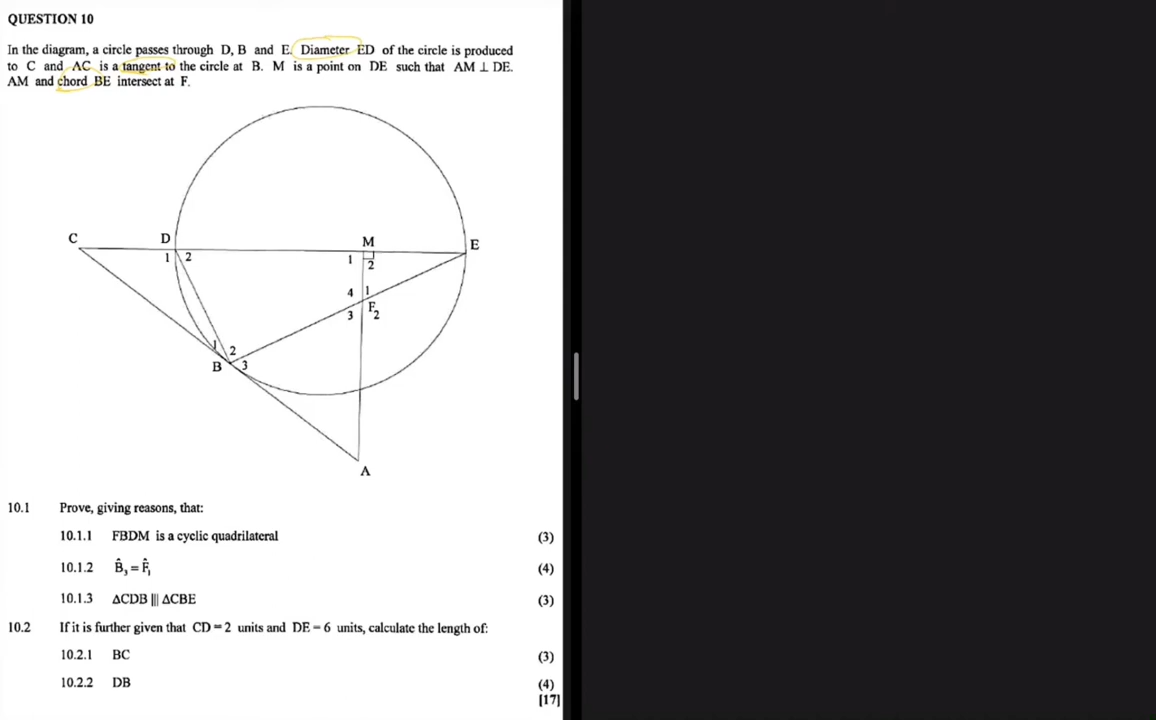 QUESTION 10
In the diagram, a circle passes through D, B and E. Diameter ED of the circle is produced
to C and AC is a tangent to the circle at B. M is a point on DE such that AM ⊥ DE.
AM and chord BE intersect at F.
C
D
M
E
1
2
1
2
4
1
3
F
2
1
2
B
3
A
10.1 Prove, giving reasons, that:
10.1.1 FBDM is a cyclic quadrilateral (3)
10.1.2 B̂₃ = F̂₁ (4)
10.1.3 ΔCDB ||| ΔCBE (3)
10.2 If it is further given that CD = 2 units and DE = 6 units, calculate the length of:
10.2.1 BC (3)
10.2.2 DB (4)
[17]